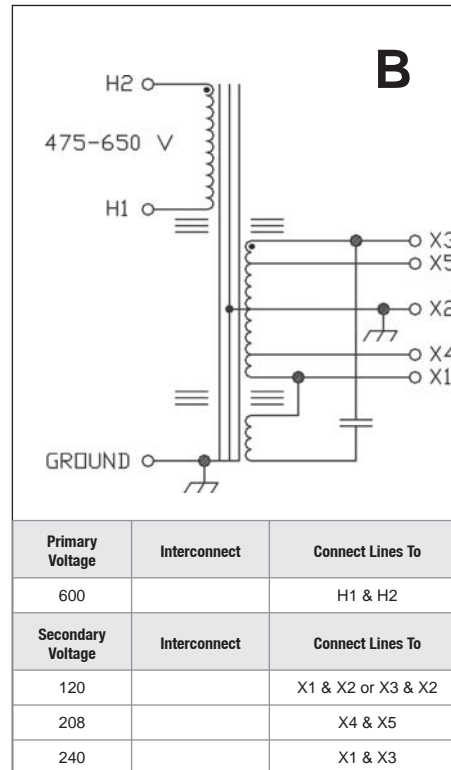 B
H2
475-650 V
H1
X3
X5
X2
X4
X1
GROUND
Primary Voltage Interconnect Connect Lines To
600 H1 & H2
Secondary Voltage Interconnect Connect Lines To
120 X1 & X2 or X3 & X2
208 X4 & X5
240 X1 & X3